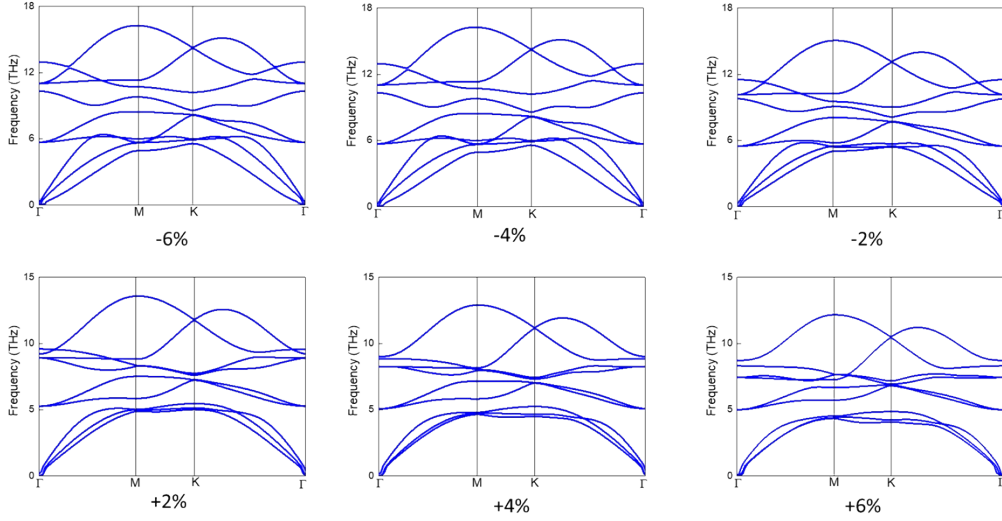 18
12
6
0
Frequency (THz)
Γ M K Γ
-6%
18
12
6
0
Frequency (THz)
Γ M K Γ
-4%
18
12
6
0
Frequency (THz)
Γ M K Γ
-2%
15
10
5
0
Frequency (THz)
Γ M K Γ
+2%
15
10
5
0
Frequency (THz)
Γ M K Γ
+4%
15
10
5
0
Frequency (THz)
Γ M K Γ
+6%